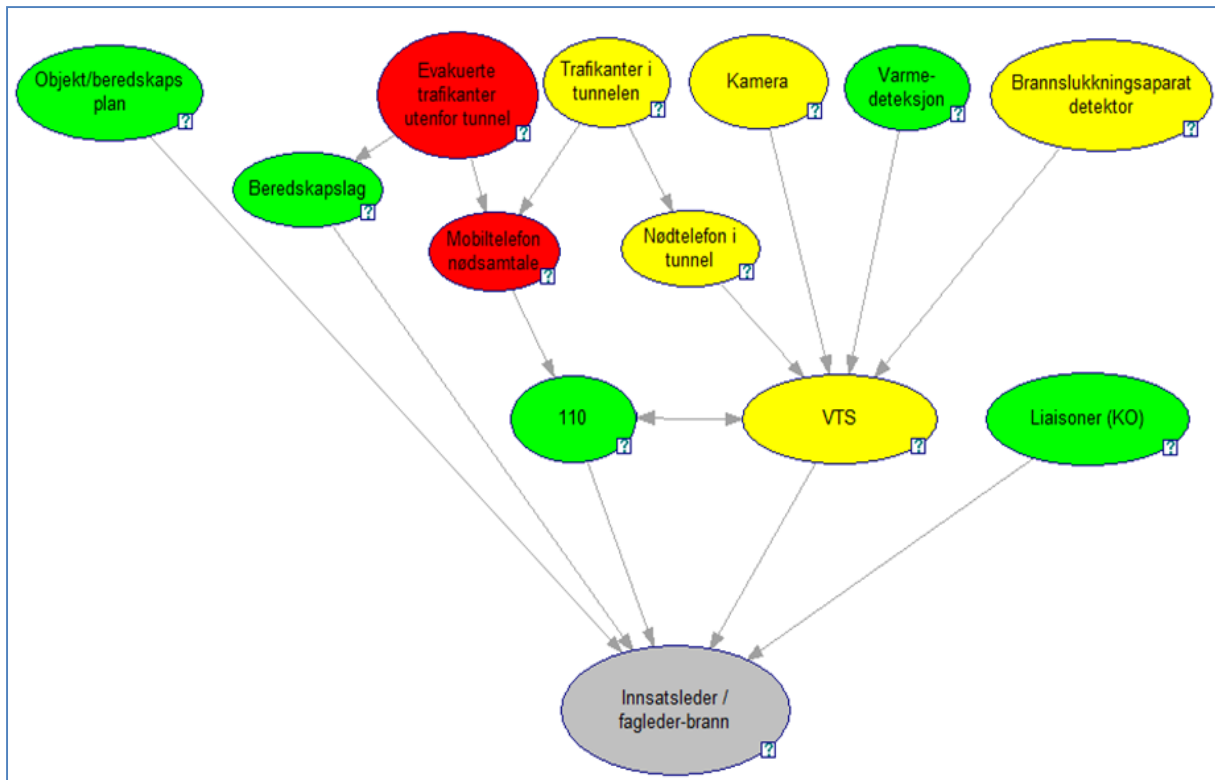 Objekt/beredskaps
plan
?
Evakuerte
trafikanter
utenfor tunnel
?
Trafikanter i
tunnelen
?
Kamera
?
Varme-
deteksjon
?
Brannslukkningsaparat
detektor
?
Beredskapslag
?
Mobiltelefon
nødsamtale
?
Nødtelefon i
tunnel
?
110
?
VTS
?
Liaisoner (KO)
?
Innsatsleder /
fagleder-brann
?